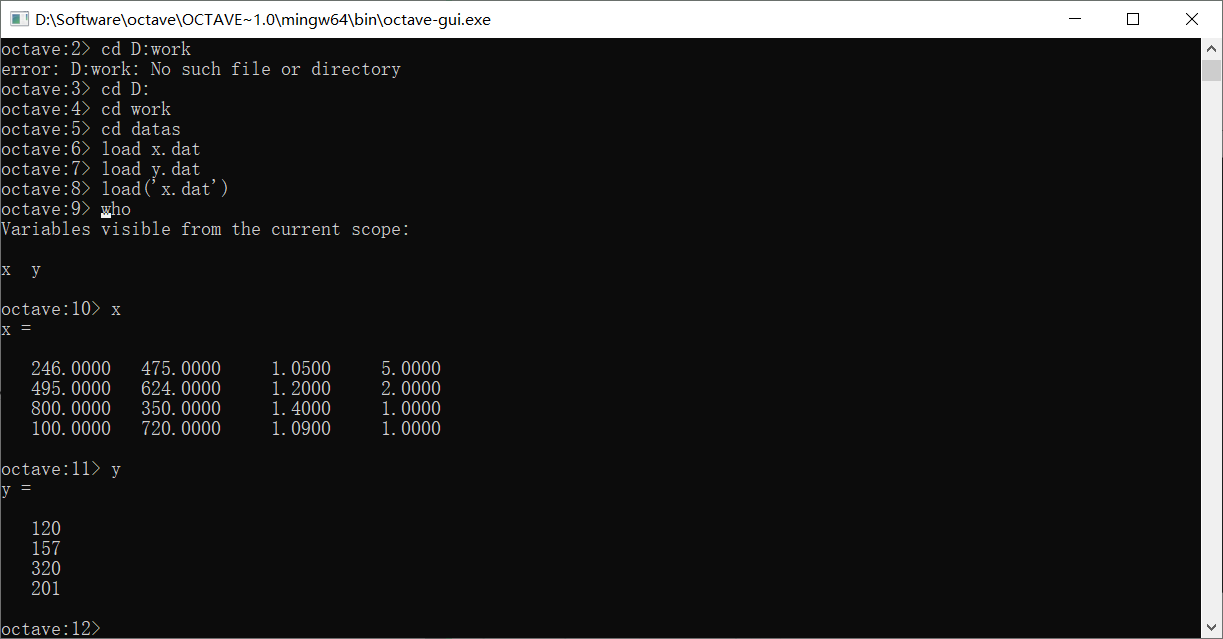 D:\Software\octave\OCTAVE~1.0\mingw64\bin\octave-gui.exe
octave:2> cd D:work
error: D:work: No such file or directory
octave:3> cd D:
octave:4> cd work
octave:5> cd datas
octave:6> load x.dat
octave:7> load y.dat
octave:8> load('x.dat')
octave:9> who
Variables visible from the current scope:
x  y
octave:10> x
x =
246.0000   475.0000     1.0500     5.0000
495.0000   624.0000     1.2000     2.0000
800.0000   350.0000     1.4000     1.0000
100.0000   720.0000     1.0900     1.0000
octave:11> y
y =
120
157
320
201
octave:12>